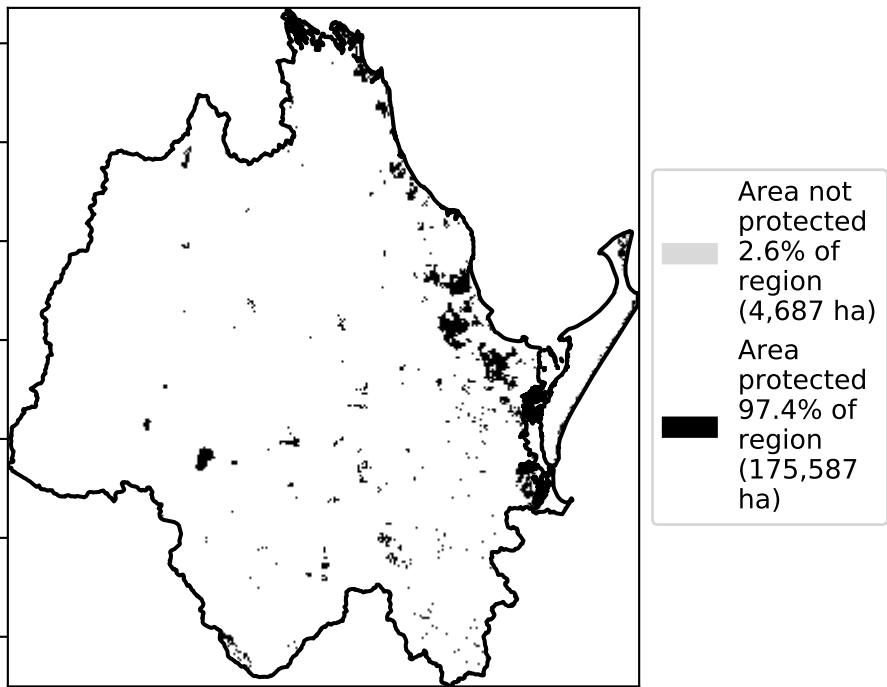 Area not
protected
2.6% of
region
(4,687 ha)
Area
protected
97.4% of
region
(175,587
ha)